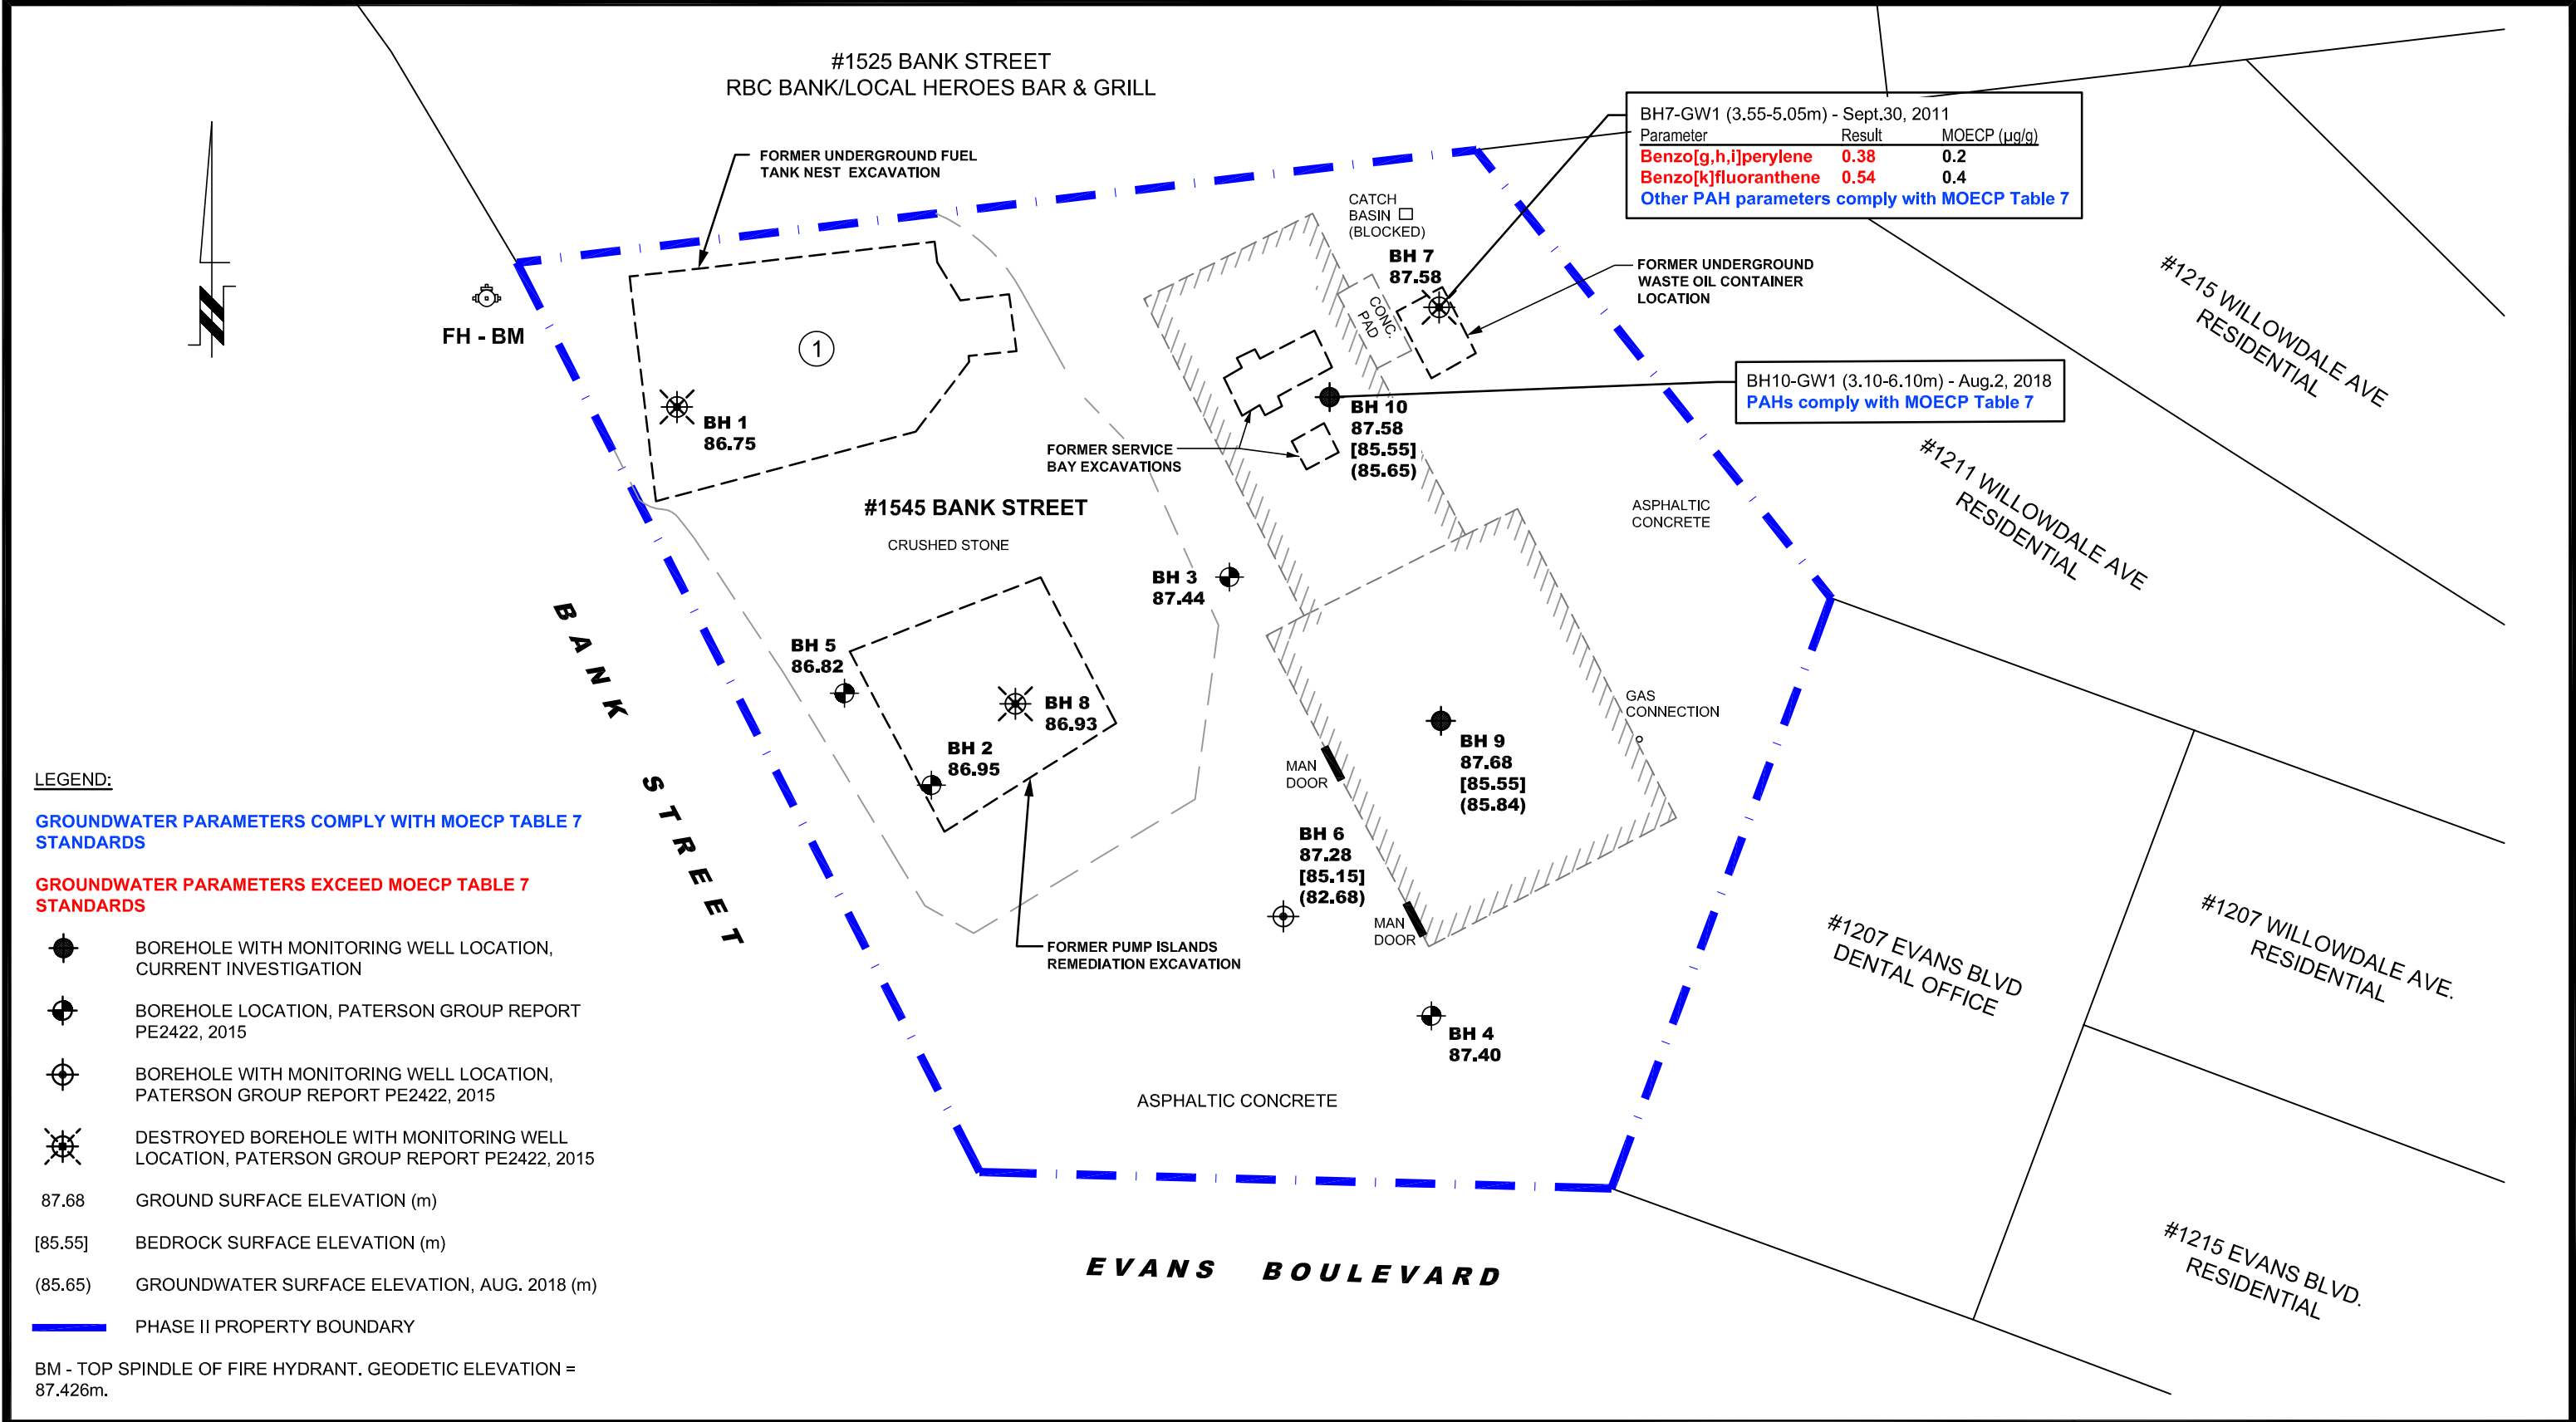 #1525 BANK STREET
RBC BANK/LOCAL HEROES BAR & GRILL
FORMER UNDERGROUND FUEL
TANK NEST EXCAVATION
BH7-GW1 (3.55-5.05m) - Sept.30, 2011
Parameter Result MOECP (µg/g)
Benzo[g,h,i]perylene 0.38 0.2
Benzo[k]fluoranthene 0.54 0.4
Other PAH parameters comply with MOECP Table 7
CATCH
BASIN
(BLOCKED)
BH 7
87.58
CONC.
PAD
FORMER UNDERGROUND
WASTE OIL CONTAINER
LOCATION
#1215 WILLOWDALE AVE
RESIDENTIAL
FH - BM
1
BH 1
86.75
BH10-GW1 (3.10-6.10m) - Aug.2, 2018
PAHs comply with MOECP Table 7
BH 10
87.58
[85.55]
(85.65)
FORMER SERVICE
BAY EXCAVATIONS
#1211 WILLOWDALE AVE
RESIDENTIAL
#1545 BANK STREET
CRUSHED STONE
ASPHALTIC
CONCRETE
BH 3
87.44
BANK STREET
BH 5
86.82
BH 8
86.93
BH 2
86.95
GAS
CONNECTION
BH 9
87.68
[85.55]
(85.84)
MAN
DOOR
BH 6
87.28
[85.15]
(82.68)
MAN
DOOR
FORMER PUMP ISLANDS
REMEDIATION EXCAVATION
BH 4
87.40
ASPHALTIC CONCRETE
#1207 EVANS BLVD
DENTAL OFFICE
#1207 WILLOWDALE AVE.
RESIDENTIAL
#1215 EVANS BLVD.
RESIDENTIAL
EVANS BOULEVARD
LEGEND:
GROUNDWATER PARAMETERS COMPLY WITH MOECP TABLE 7
STANDARDS
GROUNDWATER PARAMETERS EXCEED MOECP TABLE 7
STANDARDS
BOREHOLE WITH MONITORING WELL LOCATION,
CURRENT INVESTIGATION
BOREHOLE LOCATION, PATERSON GROUP REPORT
PE2422, 2015
BOREHOLE WITH MONITORING WELL LOCATION,
PATERSON GROUP REPORT PE2422, 2015
DESTROYED BOREHOLE WITH MONITORING WELL
LOCATION, PATERSON GROUP REPORT PE2422, 2015
87.68 GROUND SURFACE ELEVATION (m)
[85.55] BEDROCK SURFACE ELEVATION (m)
(85.65) GROUNDWATER SURFACE ELEVATION, AUG. 2018 (m)
PHASE II PROPERTY BOUNDARY
BM - TOP SPINDLE OF FIRE HYDRANT. GEODETIC ELEVATION =
87.426m.